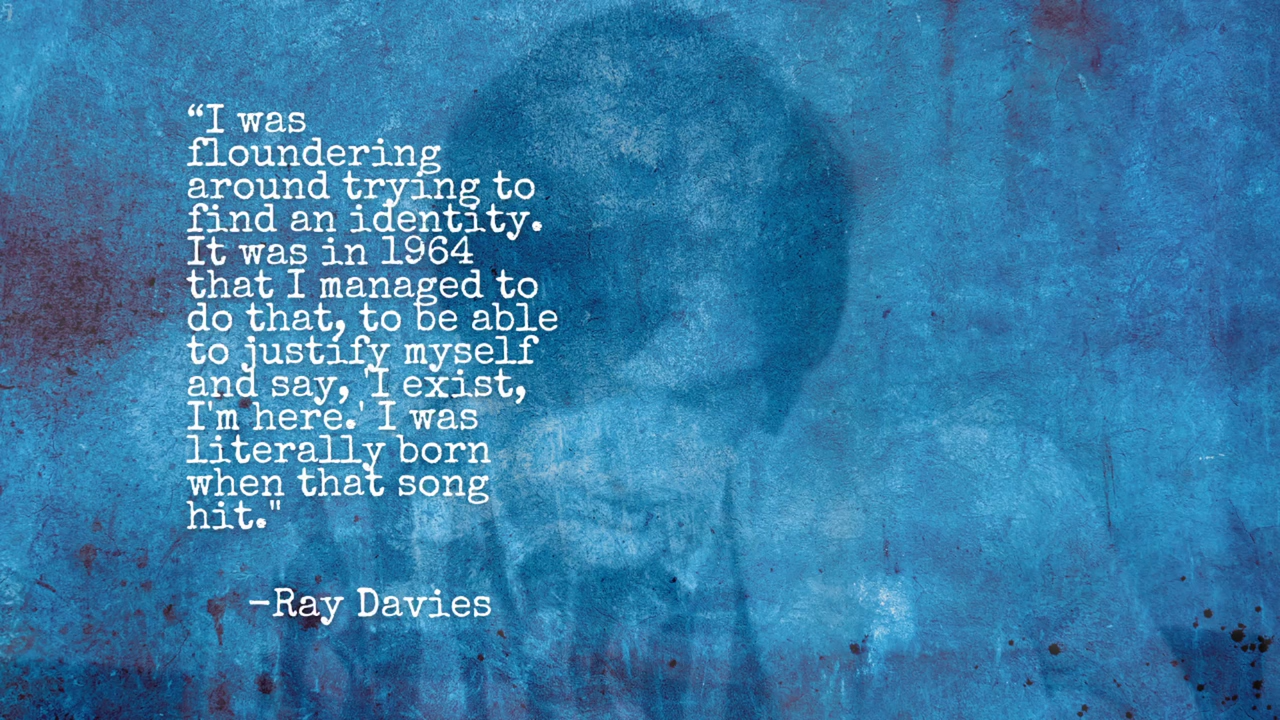 “I was
floundering
around trying to
find an identity.
It was in 1964
that I managed to
do that, to be able
to justify myself
and say, 'I exist,
I'm here.' I was
literally born
when that song
hit."
–Ray Davies